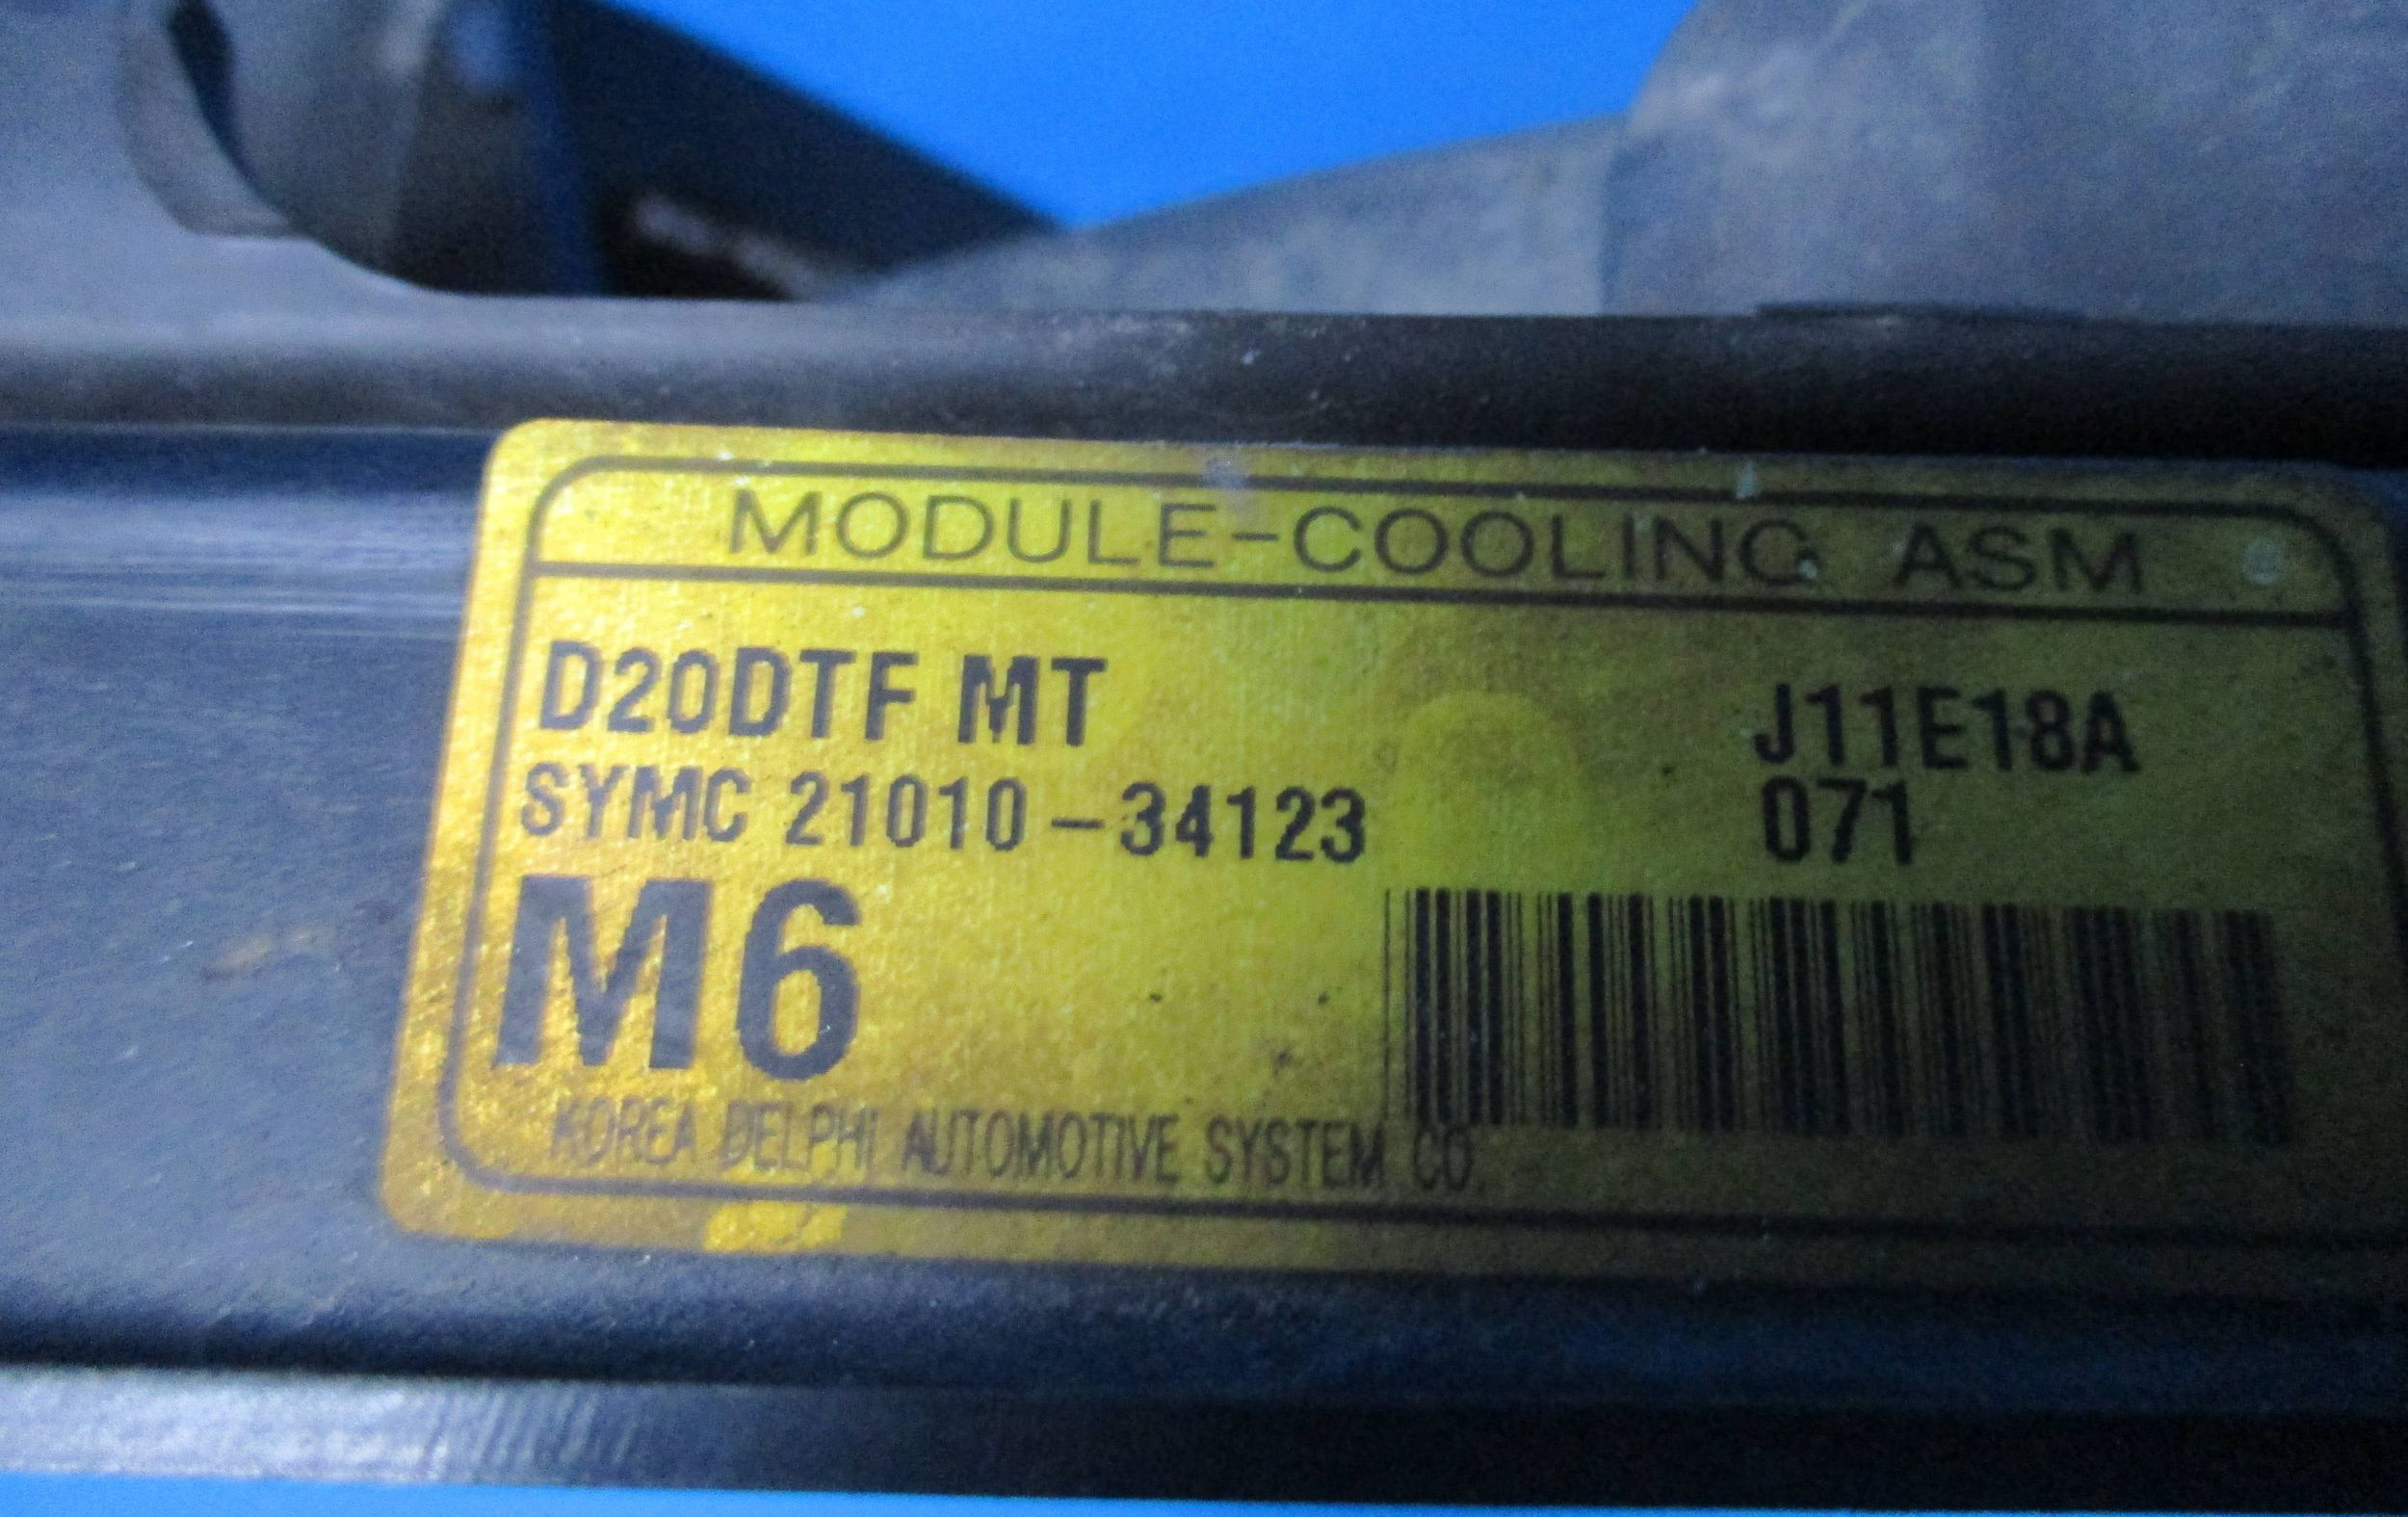 MODULE-COOLING ASM
D20DTF MT
J11E18A
SYMC 21010-34123
071
M6
KOREA DELPHI AUTOMOTIVE SYSTEM CO.